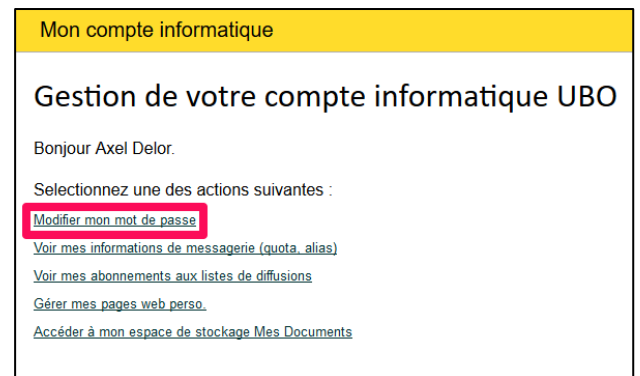 Mon compte informatique
Gestion de votre compte informatique UBO
Bonjour Axel Delor.
Selectionnez une des actions suivantes :
Modifier mon mot de passe
Voir mes informations de messagerie (quota, alias)
Voir mes abonnements aux listes de diffusions
Gérer mes pages web perso.
Accéder à mon espace de stockage Mes Documents